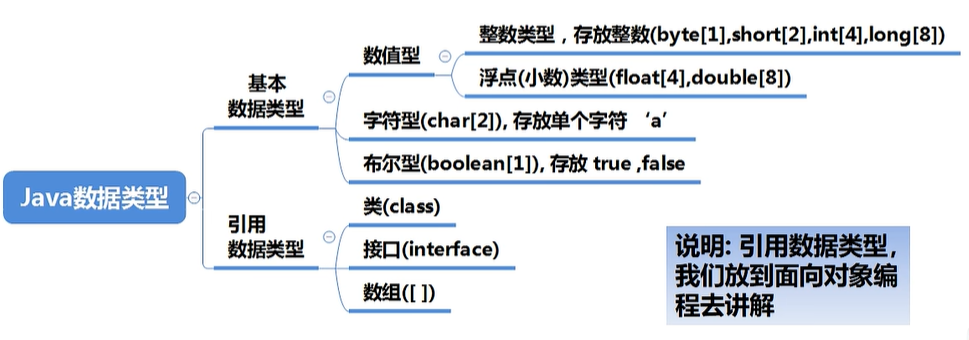 Java数据类型
基本
数据类型
数值型
整数类型，存放整数(byte[1],short[2],int[4],long[8])
浮点(小数)类型(float[4],double[8])
字符型(char[2]), 存放单个字符 ‘a’
布尔型(boolean[1]), 存放 true ,false
引用
数据类型
类(class)
接口(interface)
数组([ ])
说明: 引用数据类型，
我们放到面向对象编
程去讲解